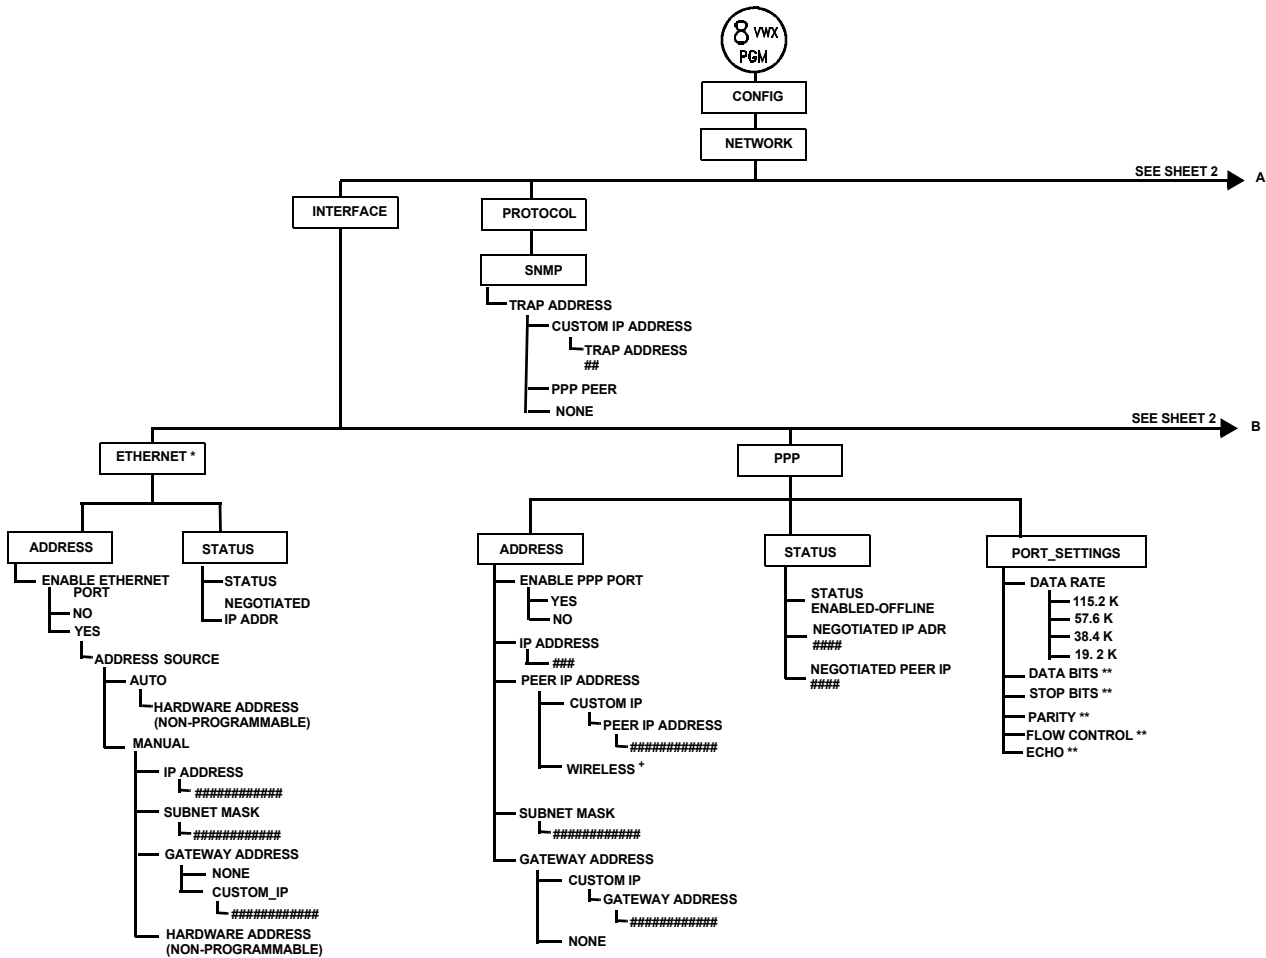 8 VWX
PGM
CONFIG
NETWORK
SEE SHEET 2
A
INTERFACE
PROTOCOL
SNMP
TRAP ADDRESS
CUSTOM IP ADDRESS
TRAP ADDRESS
##
PPP PEER
NONE
SEE SHEET 2
B
ETHERNET *
PPP
ADDRESS
STATUS
ENABLE ETHERNET
PORT
NO
YES
ADDRESS SOURCE
AUTO
HARDWARE ADDRESS
(NON-PROGRAMMABLE)
MANUAL
IP ADDRESS
############
SUBNET MASK
############
GATEWAY ADDRESS
NONE
CUSTOM_IP
############
HARDWARE ADDRESS
(NON-PROGRAMMABLE)
STATUS
NEGOTIATED
IP ADDR
ADDRESS
ENABLE PPP PORT
YES
NO
IP ADDRESS
###
PEER IP ADDRESS
CUSTOM IP
PEER IP ADDRESS
############
WIRELESS +
SUBNET MASK
############
GATEWAY ADDRESS
CUSTOM IP
GATEWAY ADDRESS
############
NONE
STATUS
STATUS
ENABLED-OFFLINE
NEGOTIATED IP ADR
####
NEGOTIATED PEER IP
####
PORT_SETTINGS
DATA RATE
115.2 K
57.6 K
38.4 K
19. 2 K
DATA BITS **
STOP BITS **
PARITY **
FLOW CONTROL **
ECHO **